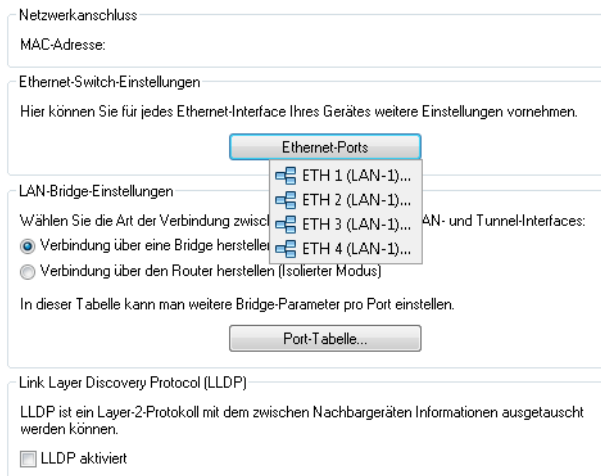 Netzwerkanschluss
MAC-Adresse:
Ethernet-Switch-Einstellungen
Hier können Sie für jedes Ethernet-Interface Ihres Gerätes weitere Einstellungen vornehmen.
Ethernet-Ports
ETH 1 (LAN-1)...
ETH 2 (LAN-1)...
ETH 3 (LAN-1)...
ETH 4 (LAN-1)...
LAN-Bridge-Einstellungen
Wählen Sie die Art der Verbindung AN- und Tunnel-Interfaces:
Verbindung über eine Bridge herstellen
Verbindung über den Router herstellen (Isolierter Modus)
In dieser Tabelle kann man weitere Bridge-Parameter pro Port einstellen.
Port-Tabelle...
Link Layer Discovery Protocol (LLDP)
LLDP ist ein Layer-2-Protokoll mit dem zwischen Nachbargeräten Informationen ausgetauscht
werden können.
LLDP aktiviert